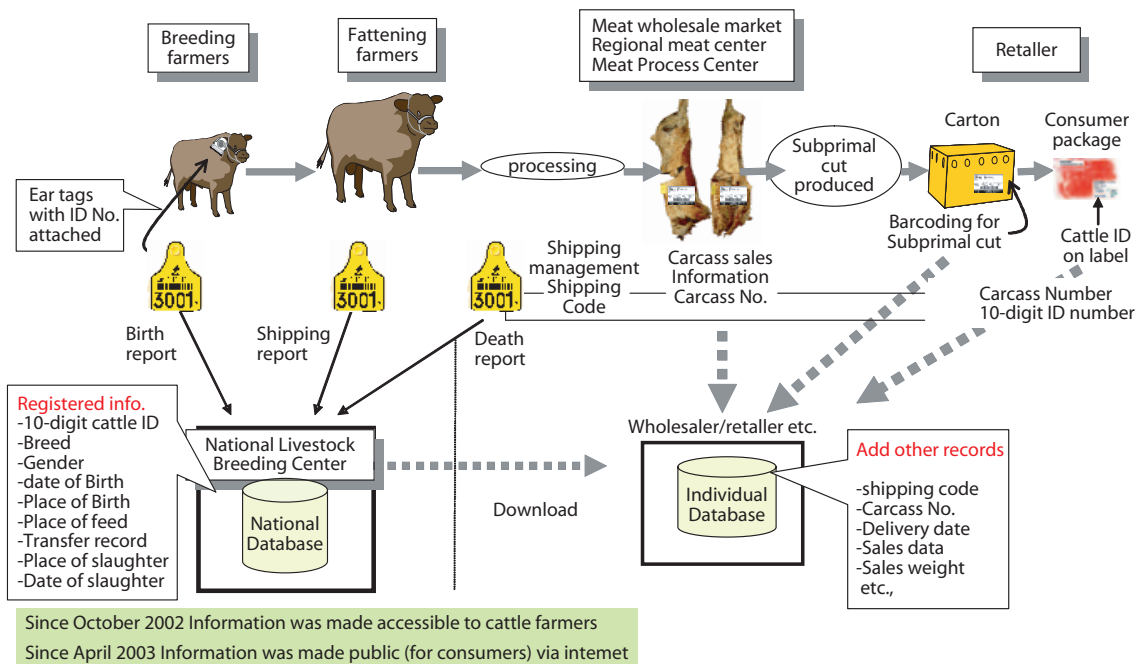 Breeding
farmers
Fattening
farmers
Meat wholesale market
Regional meat center
Meat Process Center
Retaller
Ear tags
with ID No.
attached
processing
Subprimal
cut
produced
Carton
Consumer
package
Barcoding for
Subprimal cut
Cattle ID
on label
3001
3001
3001
Shipping
management
Shipping
Code
Carcass sales
Information
Carcass No.
Carcass Number
10-digit ID number
Birth
report
Shipping
report
Death
report
Registered info.
-10-digit cattle ID
-Breed
-Gender
-date of Birth
-Place of Birth
-Place of feed
-Transfer record
-Place of slaughter
-Date of slaughter
National Livestock
Breeding Center
National
Database
Download
Wholesaler/retailer etc.
Individual
Database
Add other records
-shipping code
-Carcass No.
-Delivery date
-Sales data
-Sales weight
etc.,
Since October 2002 Information was made accessible to cattle farmers
Since April 2003 Information was made public (for consumers) via intemet